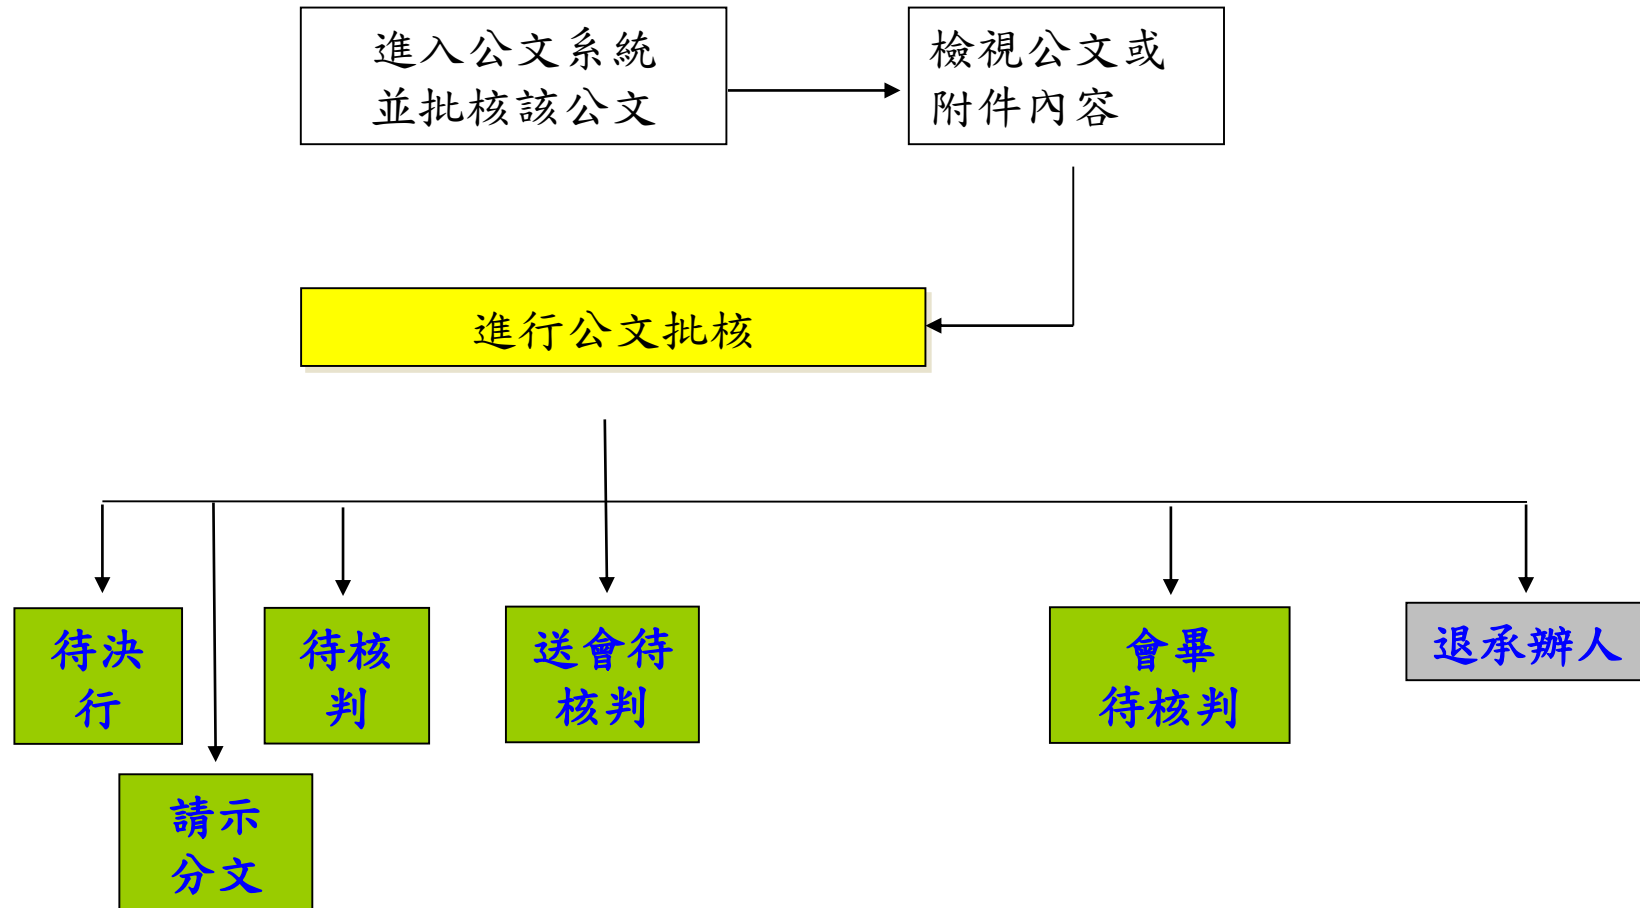 進入公文系統
並批核該公文
檢視公文或
附件內容
進行公文批核
待決
行
待核
判
送會待
核判
會畢
待核判
退承辦人
請示
分文